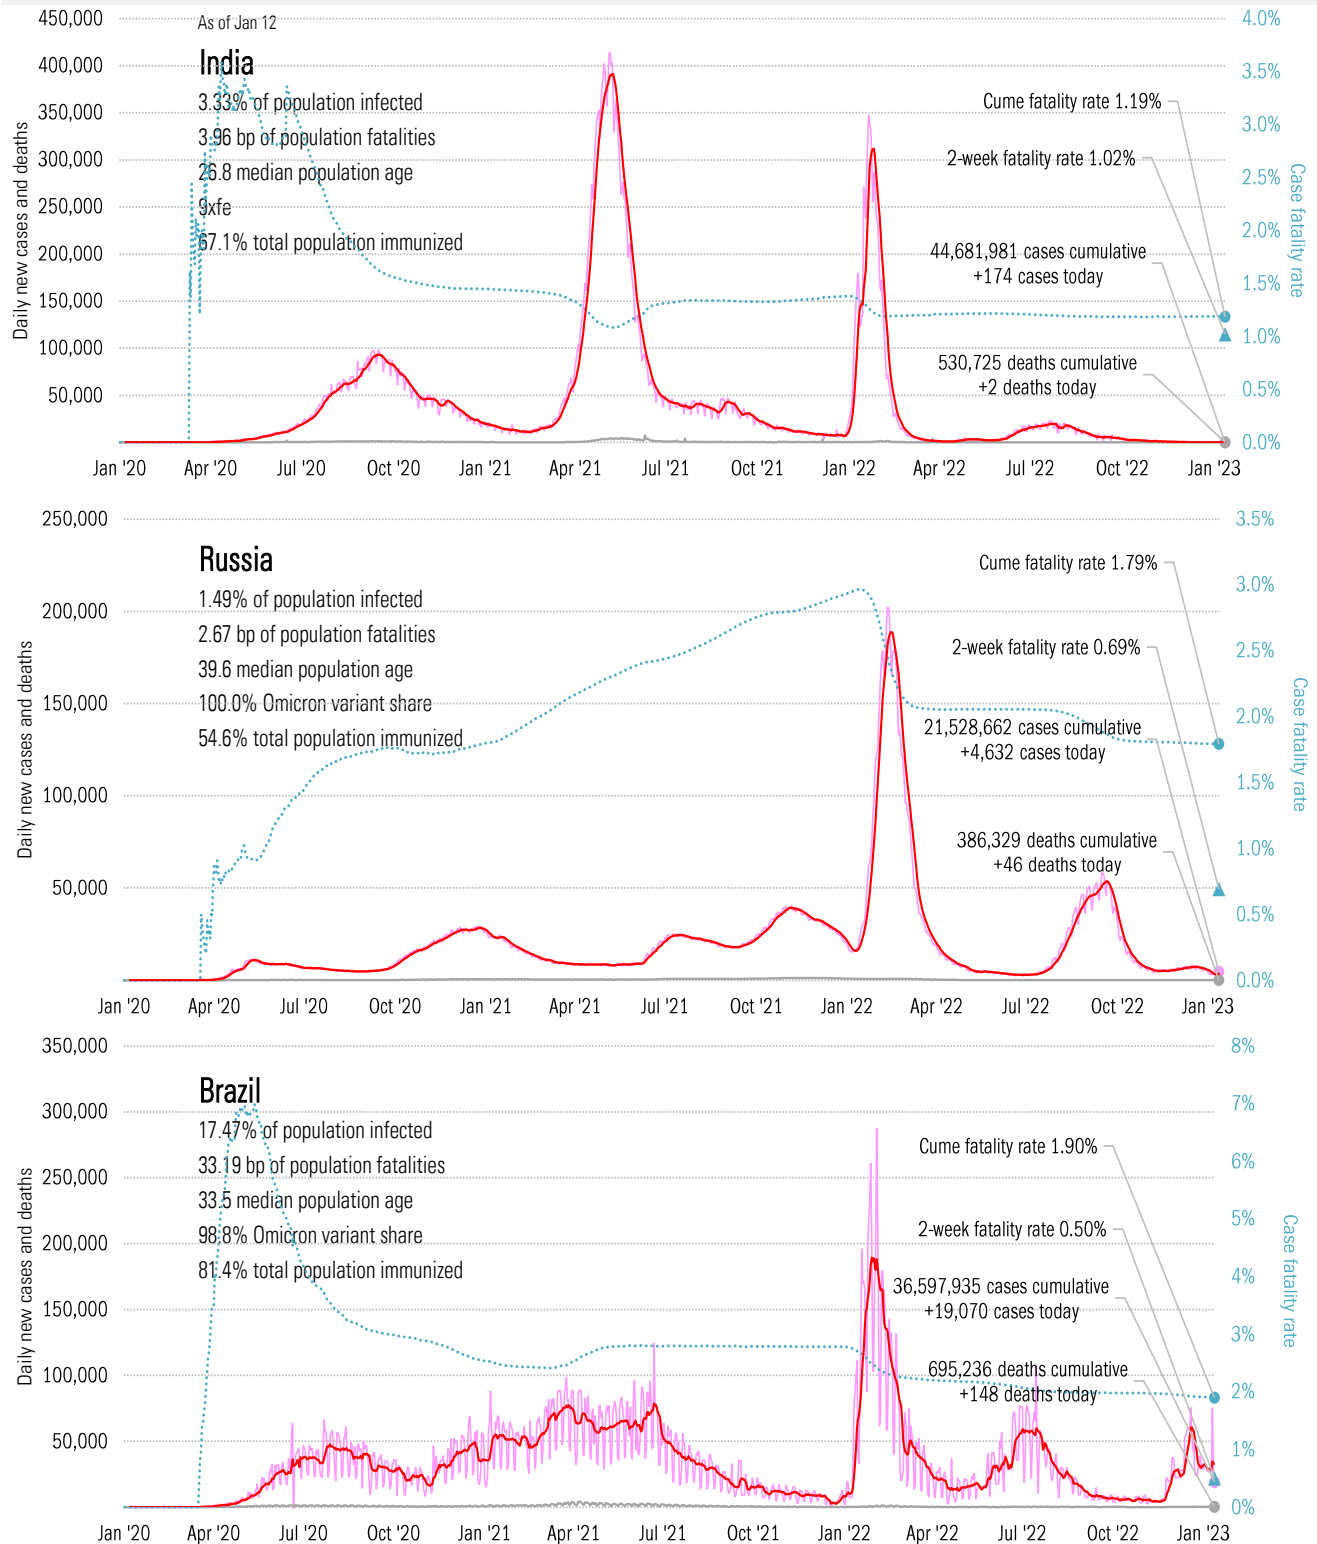 450,000
400,000
350,000
300,000
250,000
200,000
150,000
100,000
50,000
Daily new cases and deaths
As of Jan 12
India
3.33% of population infected
3.96 bp of population fatalities
26.8 median population age
67.1% total population immunized
Cume fatality rate 1.19%
2-week fatality rate 1.02%
44,681,981 cases cumulative
+174 cases today
530,725 deaths cumulative
+2 deaths today
4.0%
3.5%
3.0%
2.5%
2.0%
1.5%
1.0%
0.5%
0.0%
Case fatality rate
Jan '20 Apr '20 Jul '20 Oct '20 Jan '21 Apr '21 Jul '21 Oct '21 Jan '22 Apr '22 Jul '22 Oct '22 Jan '23
250,000
200,000
150,000
100,000
50,000
Daily new cases and deaths
Russia
1.49% of population infected
2.67 bp of population fatalities
39.6 median population age
100.0% Omicron variant share
54.6% total population immunized
Cume fatality rate 1.79%
2-week fatality rate 0.69%
21,528,662 cases cumulative
+4,632 cases today
386,329 deaths cumulative
+46 deaths today
3.5%
3.0%
2.5%
2.0%
1.5%
1.0%
0.5%
0.0%
Case fatality rate
Jan '20 Apr '20 Jul '20 Oct '20 Jan '21 Apr '21 Jul '21 Oct '21 Jan '22 Apr '22 Jul '22 Oct '22 Jan '23
350,000
300,000
250,000
200,000
150,000
100,000
50,000
Daily new cases and deaths
Brazil
17.47% of population infected
33.19 bp of population fatalities
33.5 median population age
98.8% Omicron variant share
81.4% total population immunized
Cume fatality rate 1.90%
2-week fatality rate 0.50%
36,597,935 cases cumulative
+19,070 cases today
695,236 deaths cumulative
+148 deaths today
8%
7%
6%
5%
4%
3%
2%
1%
0%
Case fatality rate
Jan '20 Apr '20 Jul '20 Oct '20 Jan '21 Apr '21 Jul '21 Oct '21 Jan '22 Apr '22 Jul '22 Oct '22 Jan '23